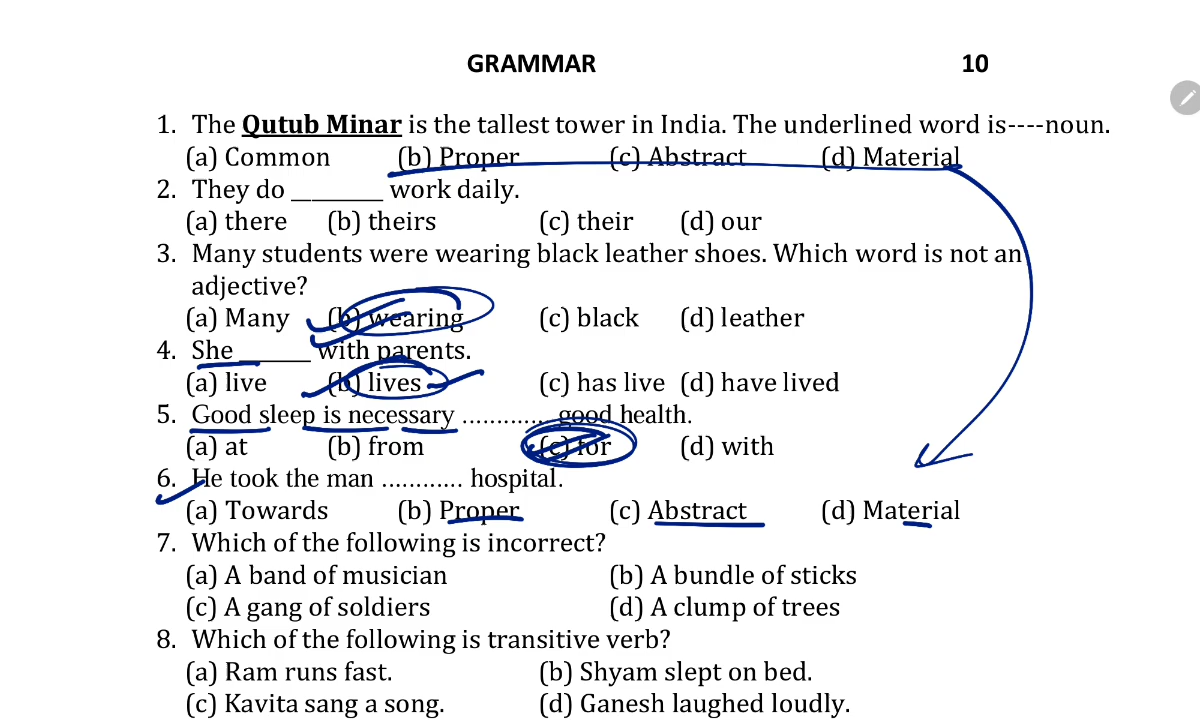 GRAMMAR 10
1. The Qutub Minar is the tallest tower in India. The underlined word is----noun.
(a) Common (b) Proper (c) Abstract (d) Material
2. They do _________ work daily.
(a) there (b) theirs (c) their (d) our
3. Many students were wearing black leather shoes. Which word is not an
adjective?
(a) Many (b) wearing (c) black (d) leather
4. She _______ with parents.
(a) live (b) lives (c) has live (d) have lived
5. Good sleep is necessary ............. good health.
(a) at (b) from (c) for (d) with
6. He took the man ............ hospital.
(a) Towards (b) Proper (c) Abstract (d) Material
7. Which of the following is incorrect?
(a) A band of musician (b) A bundle of sticks
(c) A gang of soldiers (d) A clump of trees
8. Which of the following is transitive verb?
(a) Ram runs fast. (b) Shyam slept on bed.
(c) Kavita sang a song. (d) Ganesh laughed loudly.